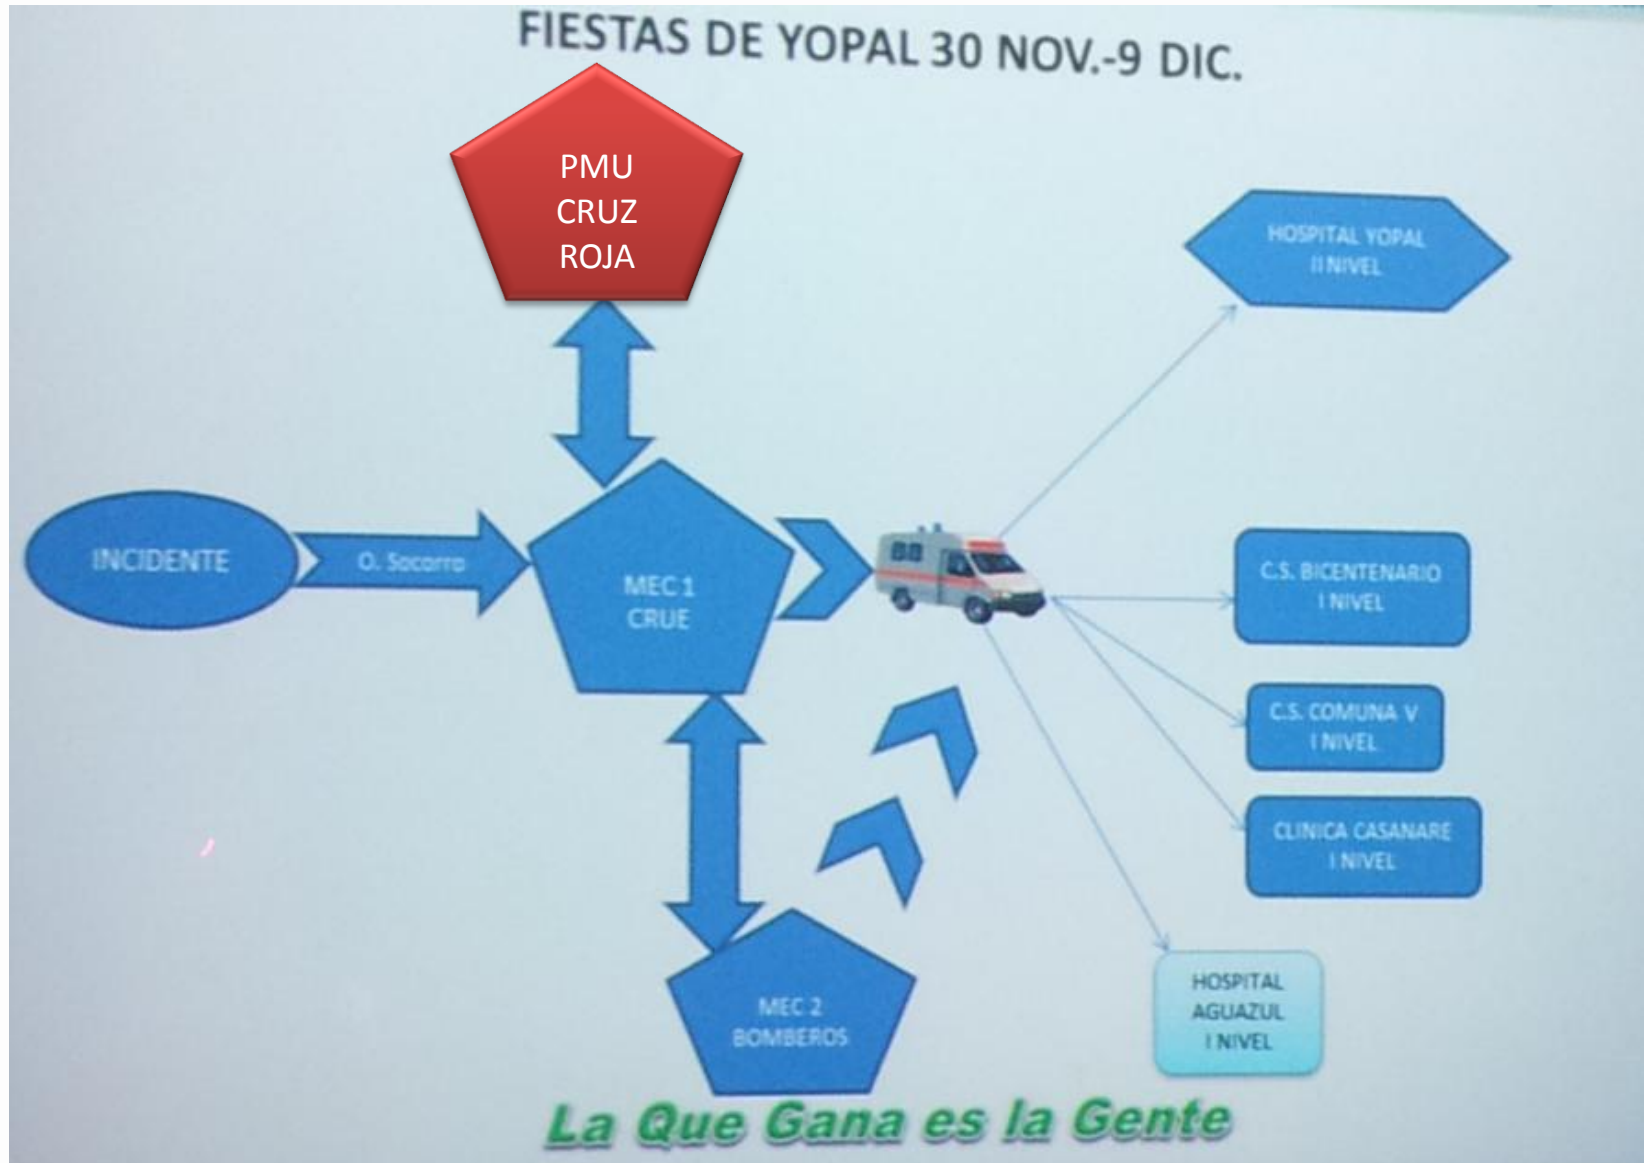 FIESTAS DE YOPAL 30 NOV.-9 DIC.
PMU
CRUZ
ROJA
HOSPITAL YOPAL
II NIVEL
INCIDENTE
O. Socorro
MEC 1
CRUE
C.S. BICENTENARIO
I NIVEL
C.S. COMUNA V
I NIVEL
CLINICA CASANARE
I NIVEL
HOSPITAL
AGUAZUL
I NIVEL
MEC 2
BOMBEROS
La Que Gana es la Gente